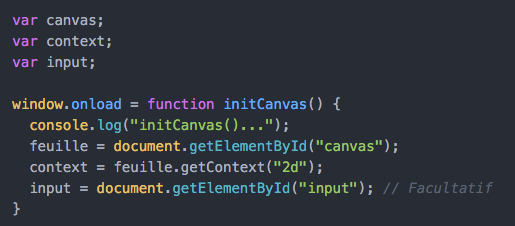 var canvas;
var context;
var input;
window.onload = function initCanvas() {
console.log("initCanvas()...");
feuille = document.getElementById("canvas");
context = feuille.getContext("2d");
input = document.getElementById("input"); // Facultatif
}